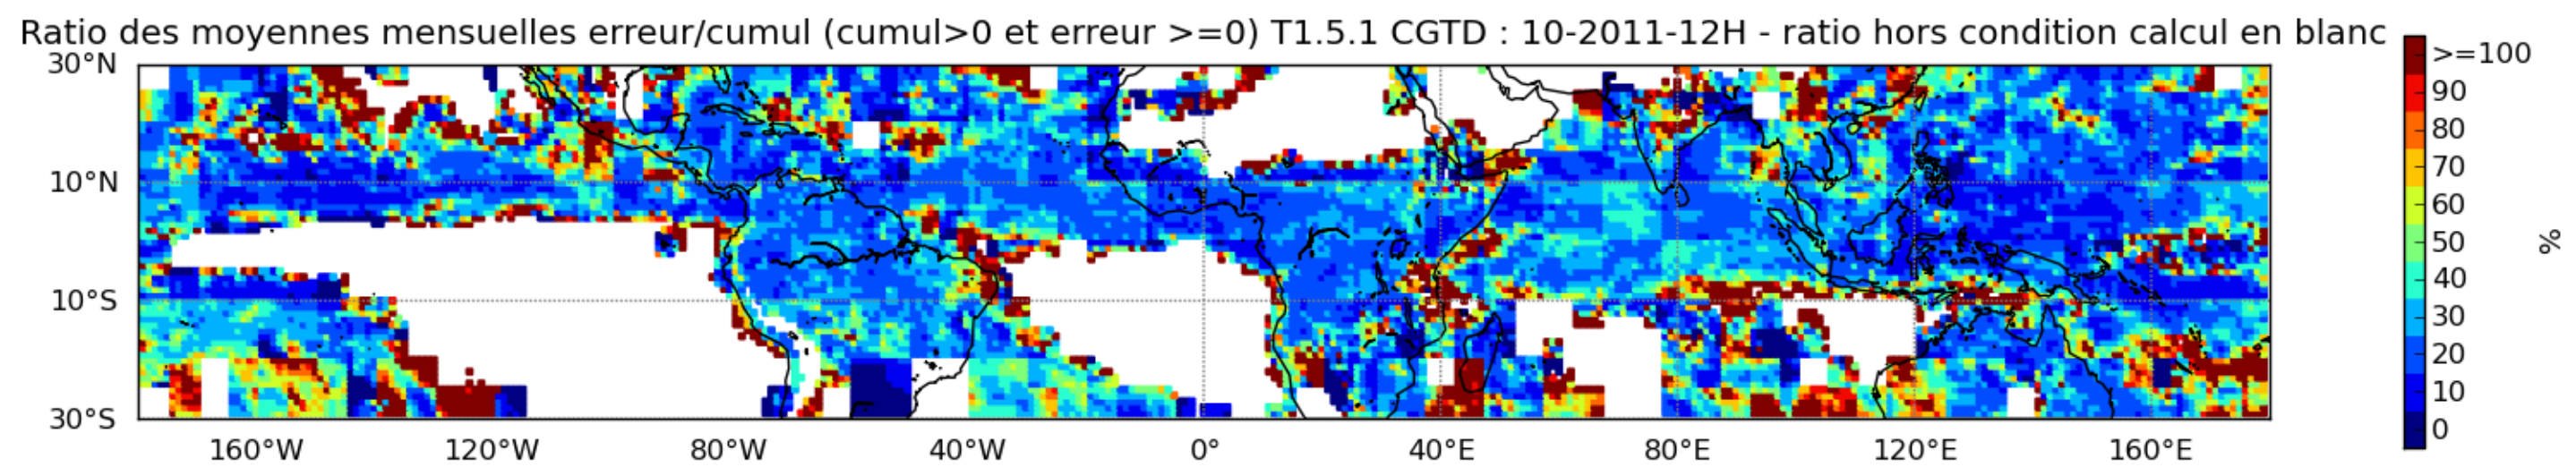 Ratio des moyennes mensuelles erreur/cumul (cumul>0 et erreur >=0) T1.5.1 CGTD : 10-2011-12H - ratio hors condition calcul en blanc
30°N
10°N
10°S
30°S
160°W 120°W 80°W 40°W 0° 40°E 80°E 120°E 160°E
>=100
90
80
70
60
50
40
30
20
10
0
%